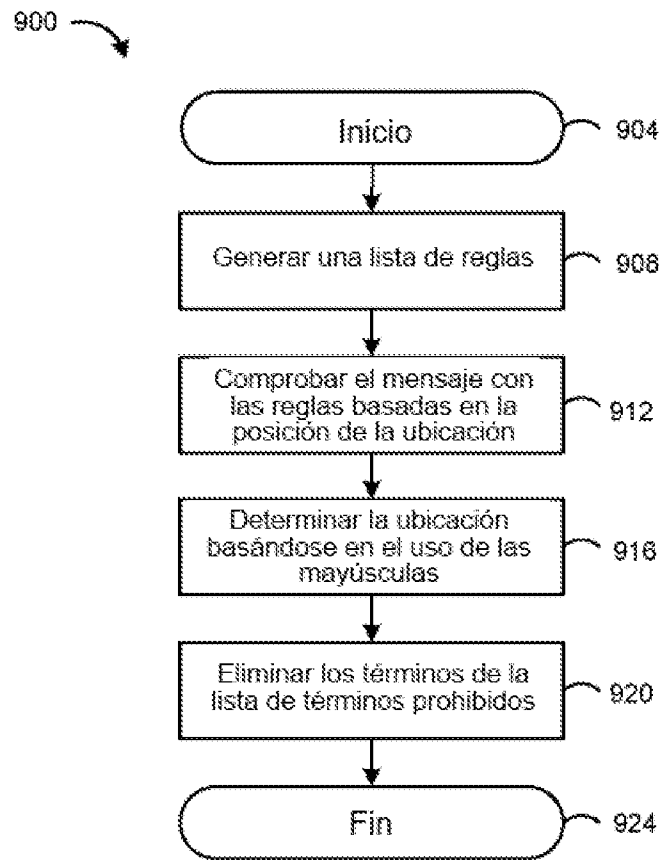 900
Início
904
Generar una lista de reglas
908
Comprobar el mensaje con
las reglas basadas en la
posición de la ubicación
912
Determinar la ubicación
basándose en el uso de las
mayúsculas
916
Eliminar los términos de la
lista de términos prohibidos
920
Fin
924